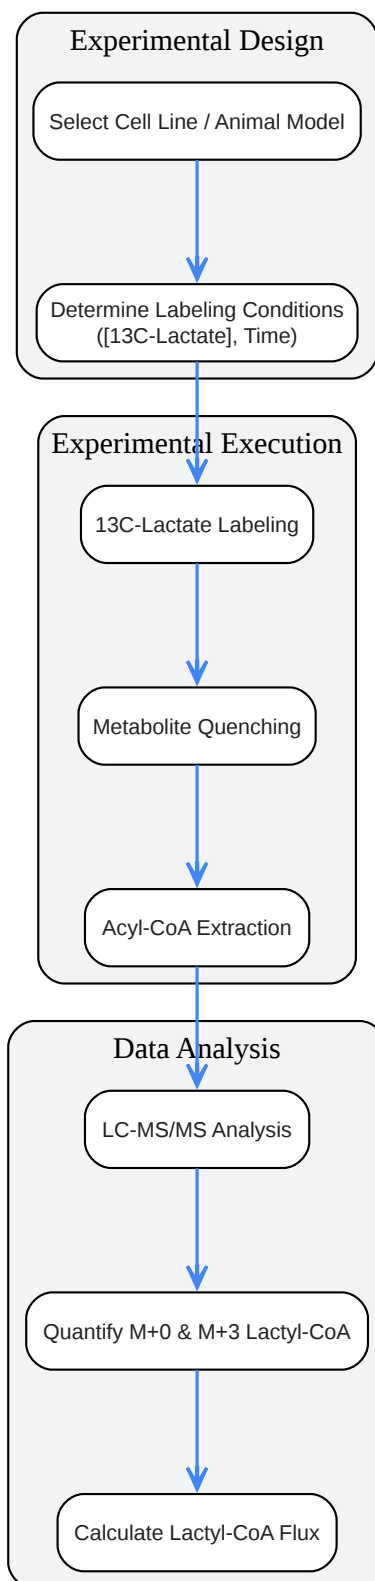 Experimental Design
Select Cell Line / Animal Model
Determine Labeling Conditions
([13C-Lactate], Time)
Experimental Execution
13C-Lactate Labeling
Metabolite Quenching
Acyl-CoA Extraction
Data Analysis
LC-MS/MS Analysis
Quantify M+0 & M+3 Lactyl-CoA
Calculate Lactyl-CoA Flux